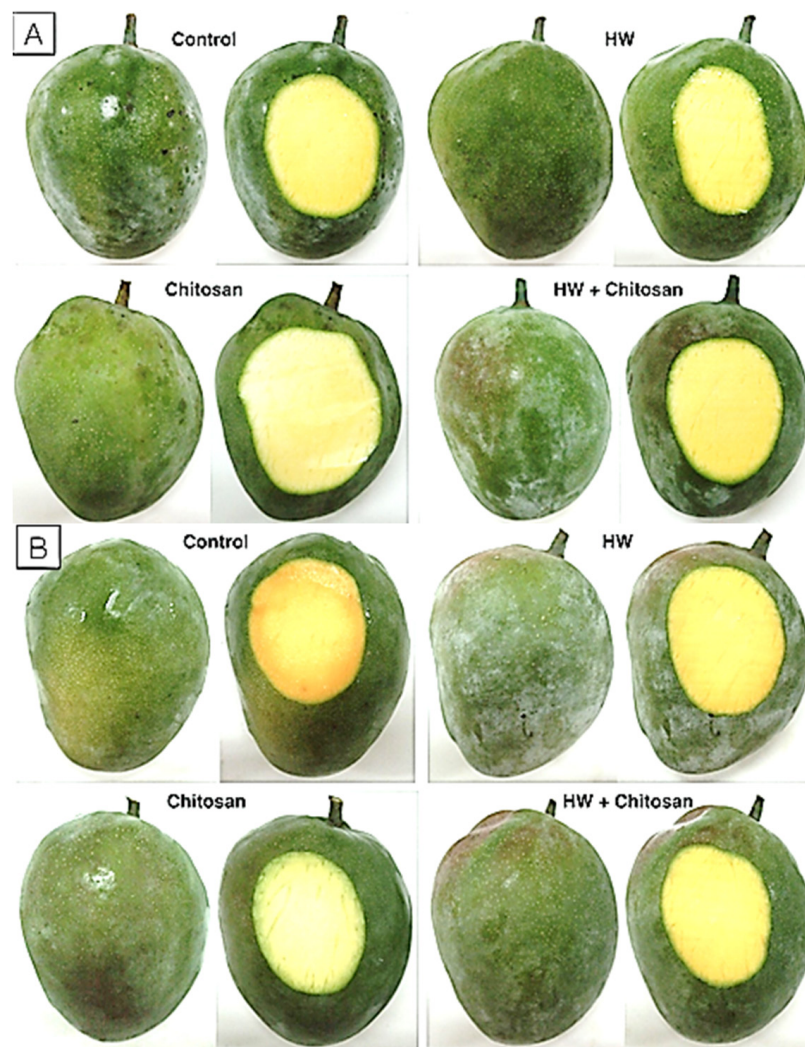 A
Control
HW
Chitosan
HW + Chitosan
B
Control
HW
Chitosan
HW + Chitosan